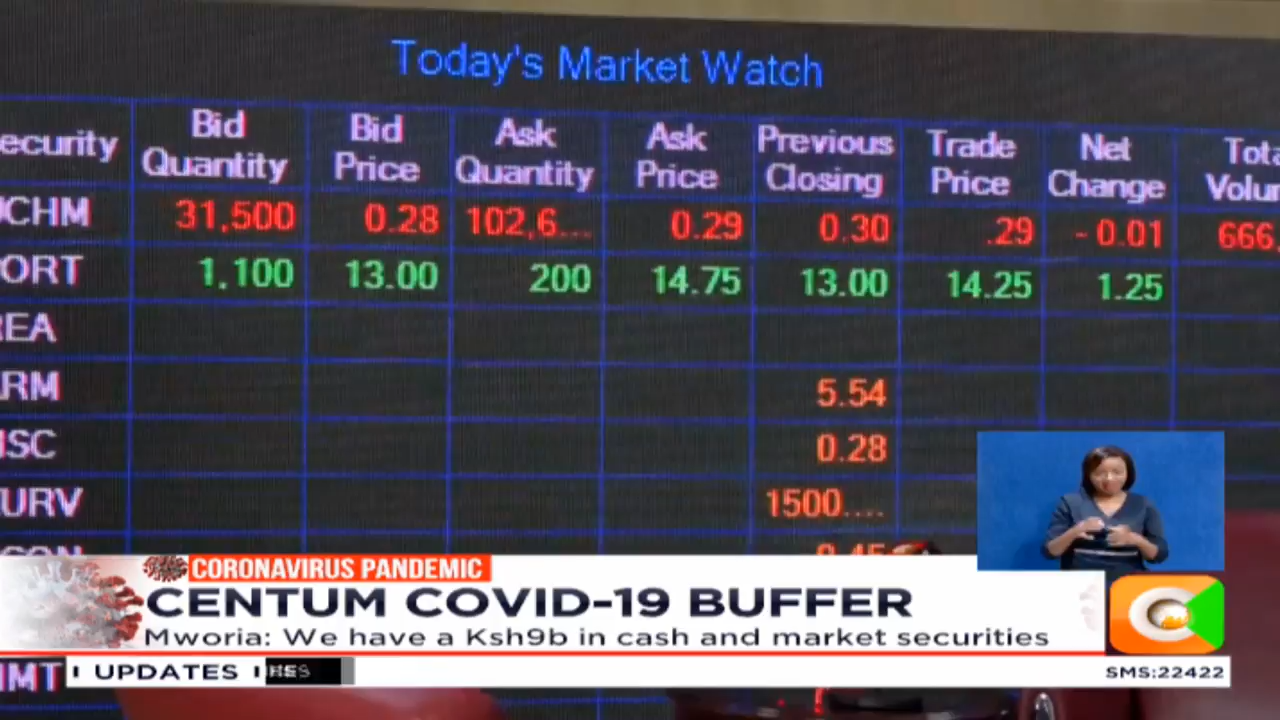 Today's Market Watch
ecurity Bid Quantity Bid Price Ask Quantity Ask Price Previous Closing Trade Price Net Change Tota Volu
CHM 31,500 0.28 102,6... 0.29 0.30 .29 - 0.01 666,
ORT 1,100 13.00 200 14.75 13.00 14.25 1.25
REA
RM 5.54
SC 0.28
URV 1500....
CORONAVIRUS PANDEMIC
CENTUM COVID-19 BUFFER
Mworia: We have a Ksh9b in cash and market securities
MT UPDATES
SMS:22422